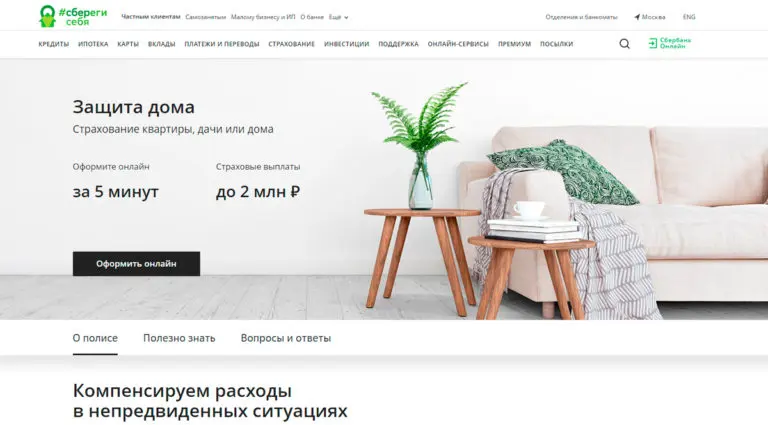 #сбереги
себя
Частным клиентам Самозанятым Малому бизнесу и ИП О банке Ещё
Отделения и банкоматы Москва ENG
КРЕДИТЫ ИПОТЕКА КАРТЫ ВКЛАДЫ ПЛАТЕЖИ И ПЕРЕВОДЫ СТРАХОВАНИЕ ИНВЕСТИЦИИ ПОДДЕРЖКА ОНЛАЙН-СЕРВИСЫ ПРЕМИУМ ПОСЫЛКИ
Сбербанк
Онлайн
Защита дома
Страхование квартиры, дачи или дома
Оформите онлайн Страховые выплаты
за 5 минут до 2 млн ₽
Оформить онлайн
О полисе Полезно знать Вопросы и ответы
Компенсируем расходы
в непредвиденных ситуациях